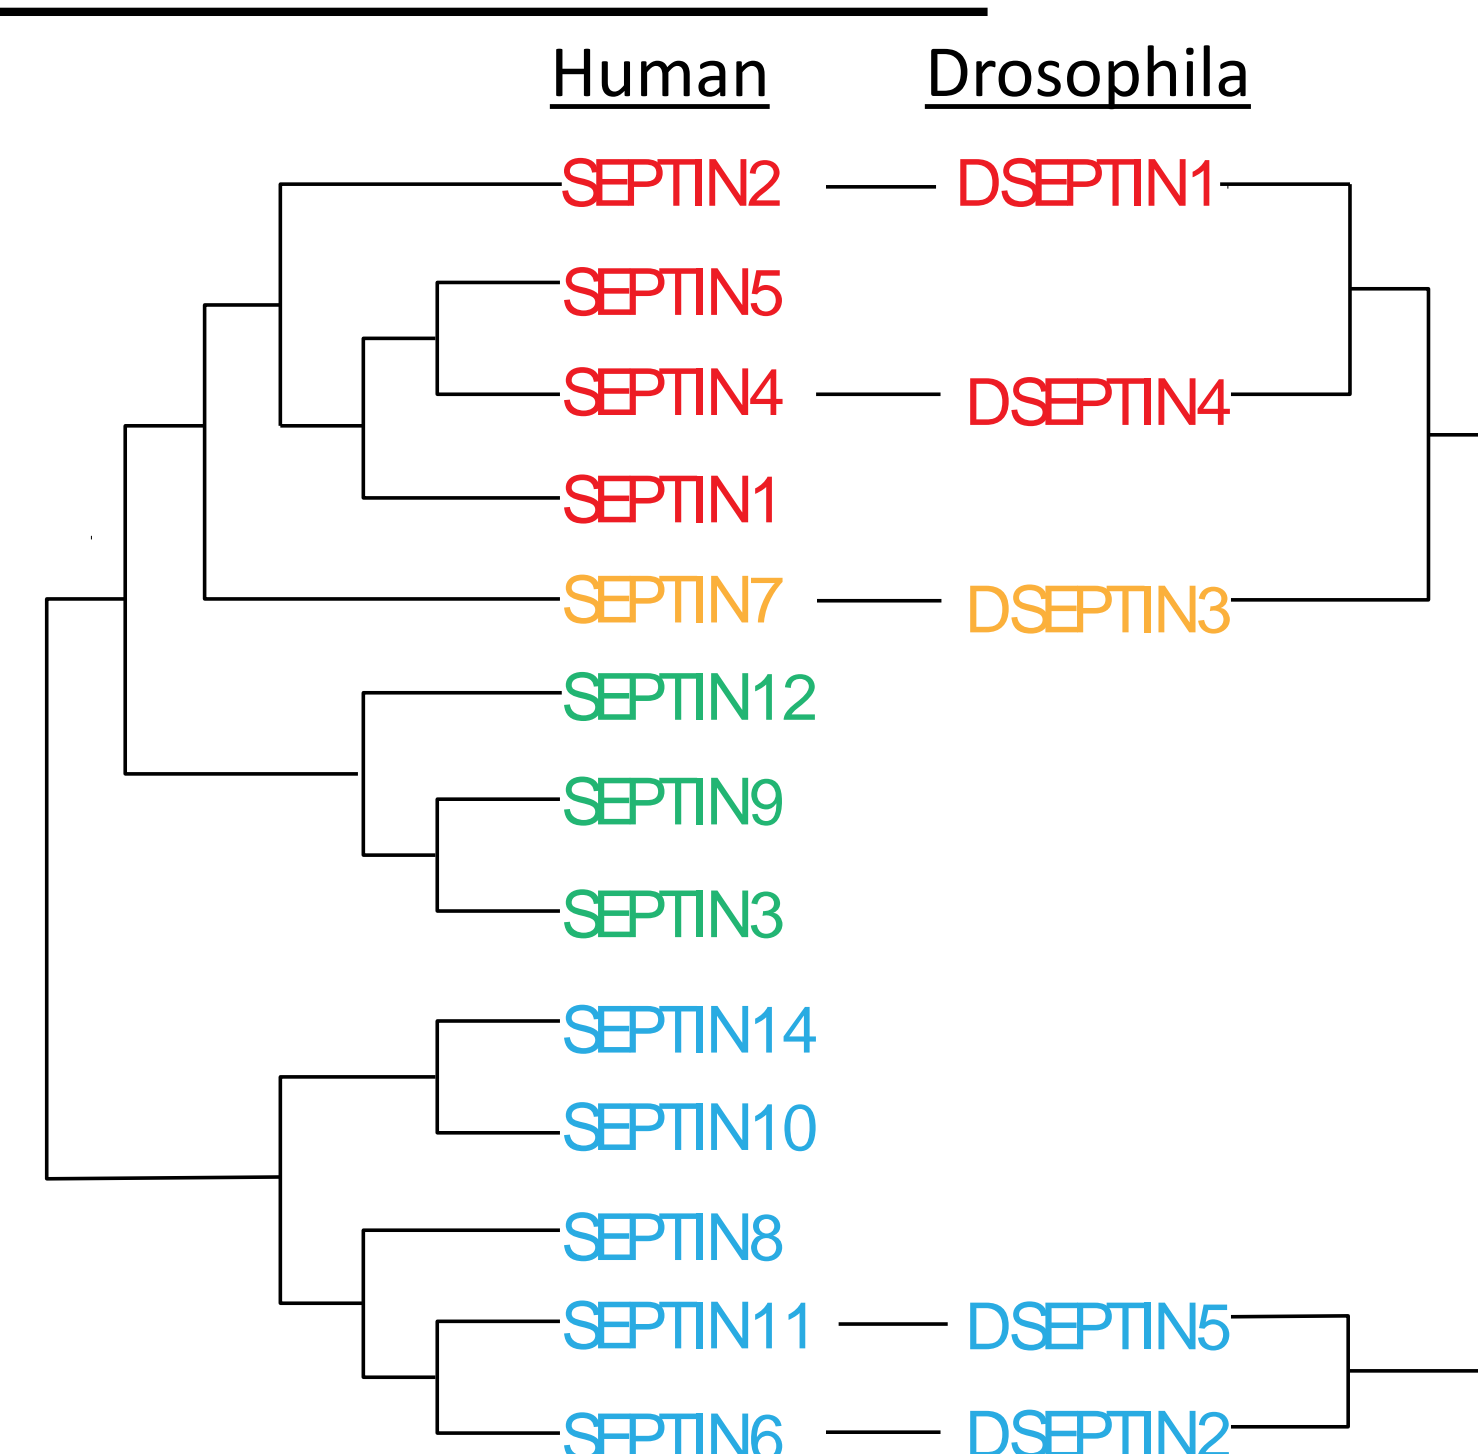 Human Drosophila
SEPTIN2 DSEPTIN1
SEPTIN5
SEPTIN4 DSEPTIN4
SEPTIN1
SEPTIN7 DSEPTIN3
SEPTIN12
SEPTIN9
SEPTIN3
SEPTIN14
SEPTIN10
SEPTIN8
SEPTIN11 DSEPTIN5
SEPTIN6 DSEPTIN2